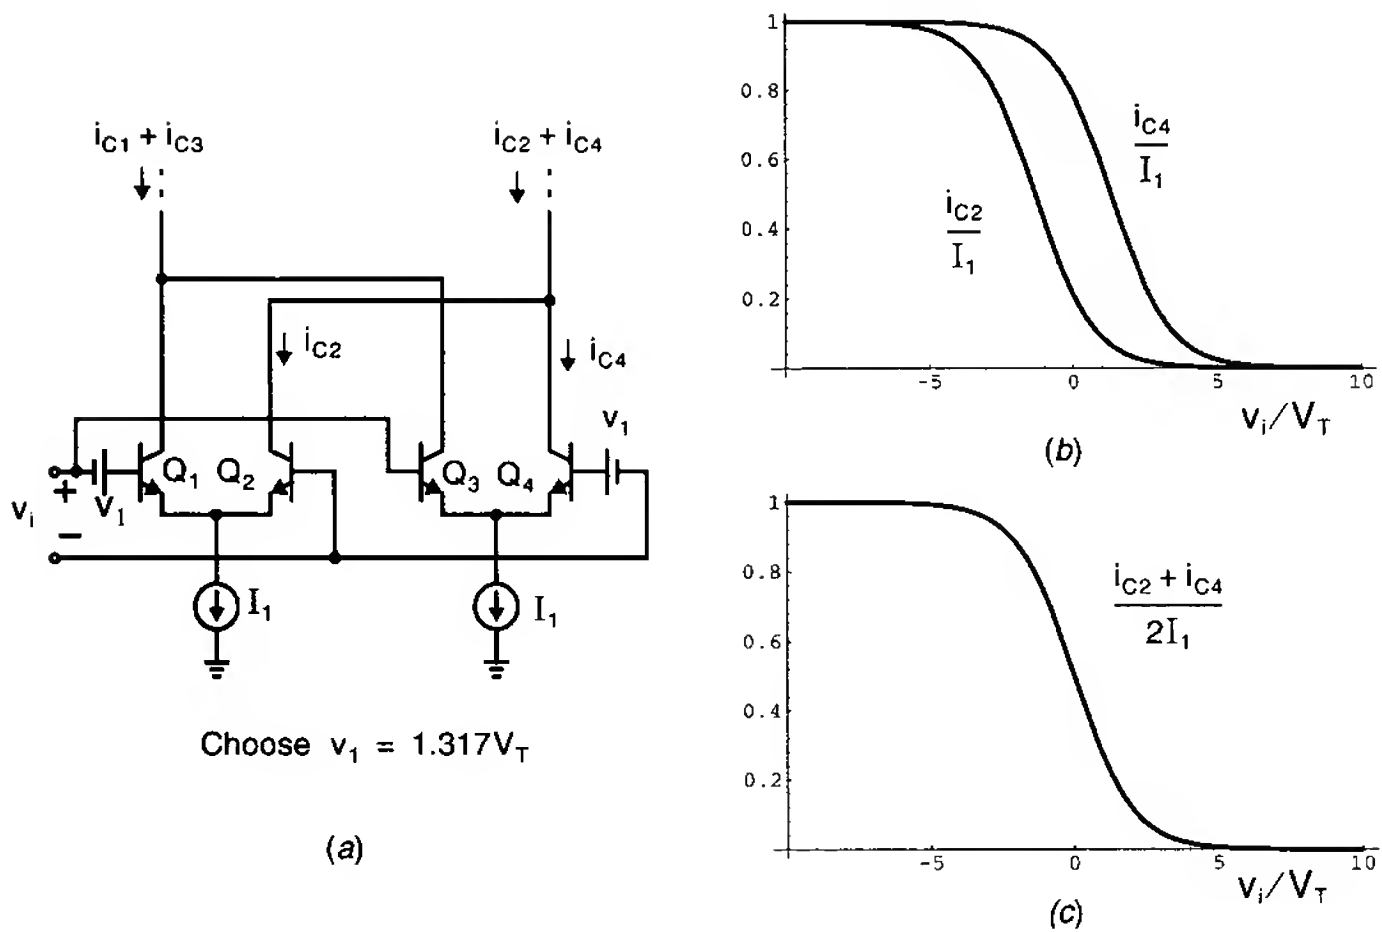 i_C1 + i_C3
i_C2 + i_C4
i_C2
i_C4
v_1
Q_1
Q_2
Q_3
Q_4
+
V_1
v_i
−
I_1
I_1
Choose v_1 = 1.317V_T
(a)
1
0.8
0.6
0.4
0.2
i_C4
I_1
i_C2
I_1
-5
0
5
10
v_i/V_T
(b)
1
0.8
0.6
0.4
0.2
i_C2 + i_C4
2I_1
-5
0
5
10
v_i/V_T
(c)